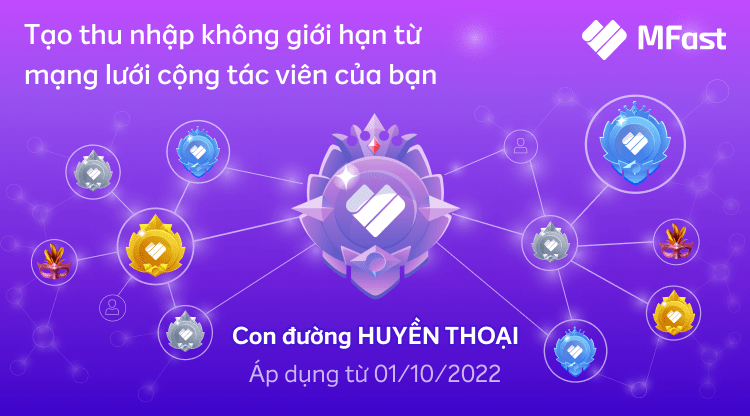 Tạo thu nhập không giới hạn từ
mạng lưới cộng tác viên của bạn
MFast
Con đường HUYỀN THOẠI
Áp dụng từ 01/10/2022